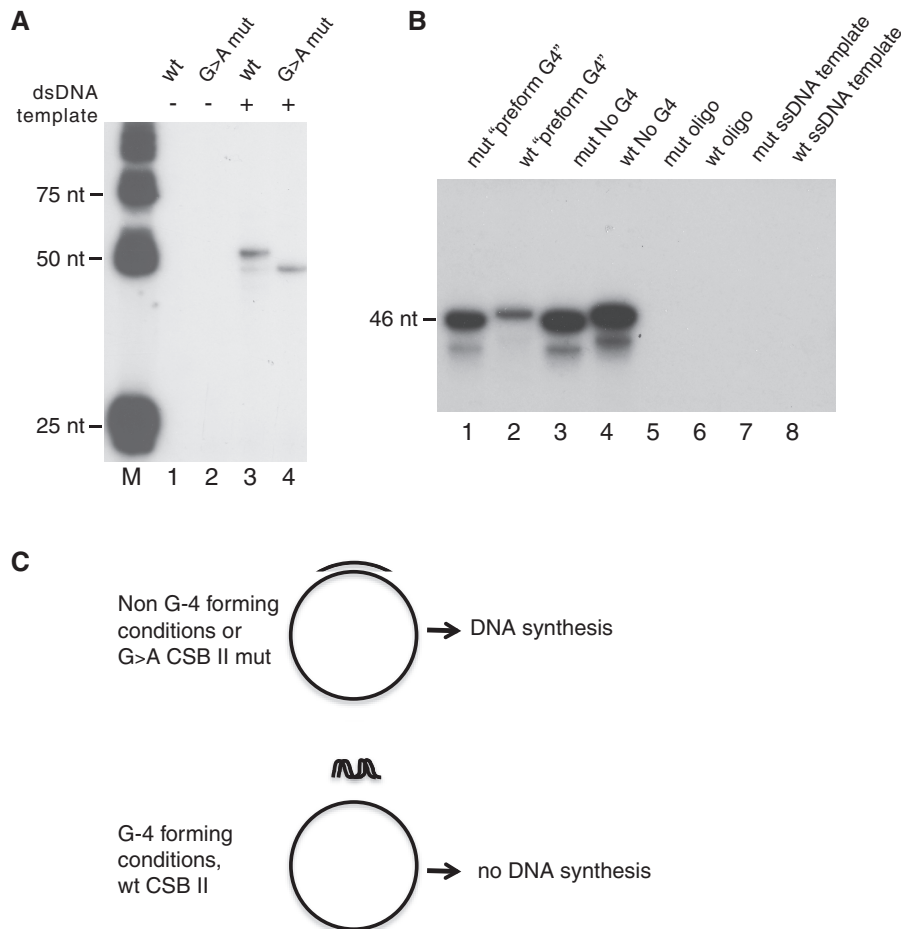 A
wt
G>A mut
wt
G>A mut
dsDNA
template
- - + +
75 nt
50 nt
25 nt
M 1 2 3 4
B
mut “preform G4”
wt “preform G4”
mut No G4
wt No G4
mut oligo
wt oligo
mut ssDNA template
wt ssDNA template
46 nt
1 2 3 4 5 6 7 8
C
Non G-4 forming
conditions or
G>A CSB II mut
DNA synthesis
G-4 forming
conditions,
wt CSB II
no DNA synthesis